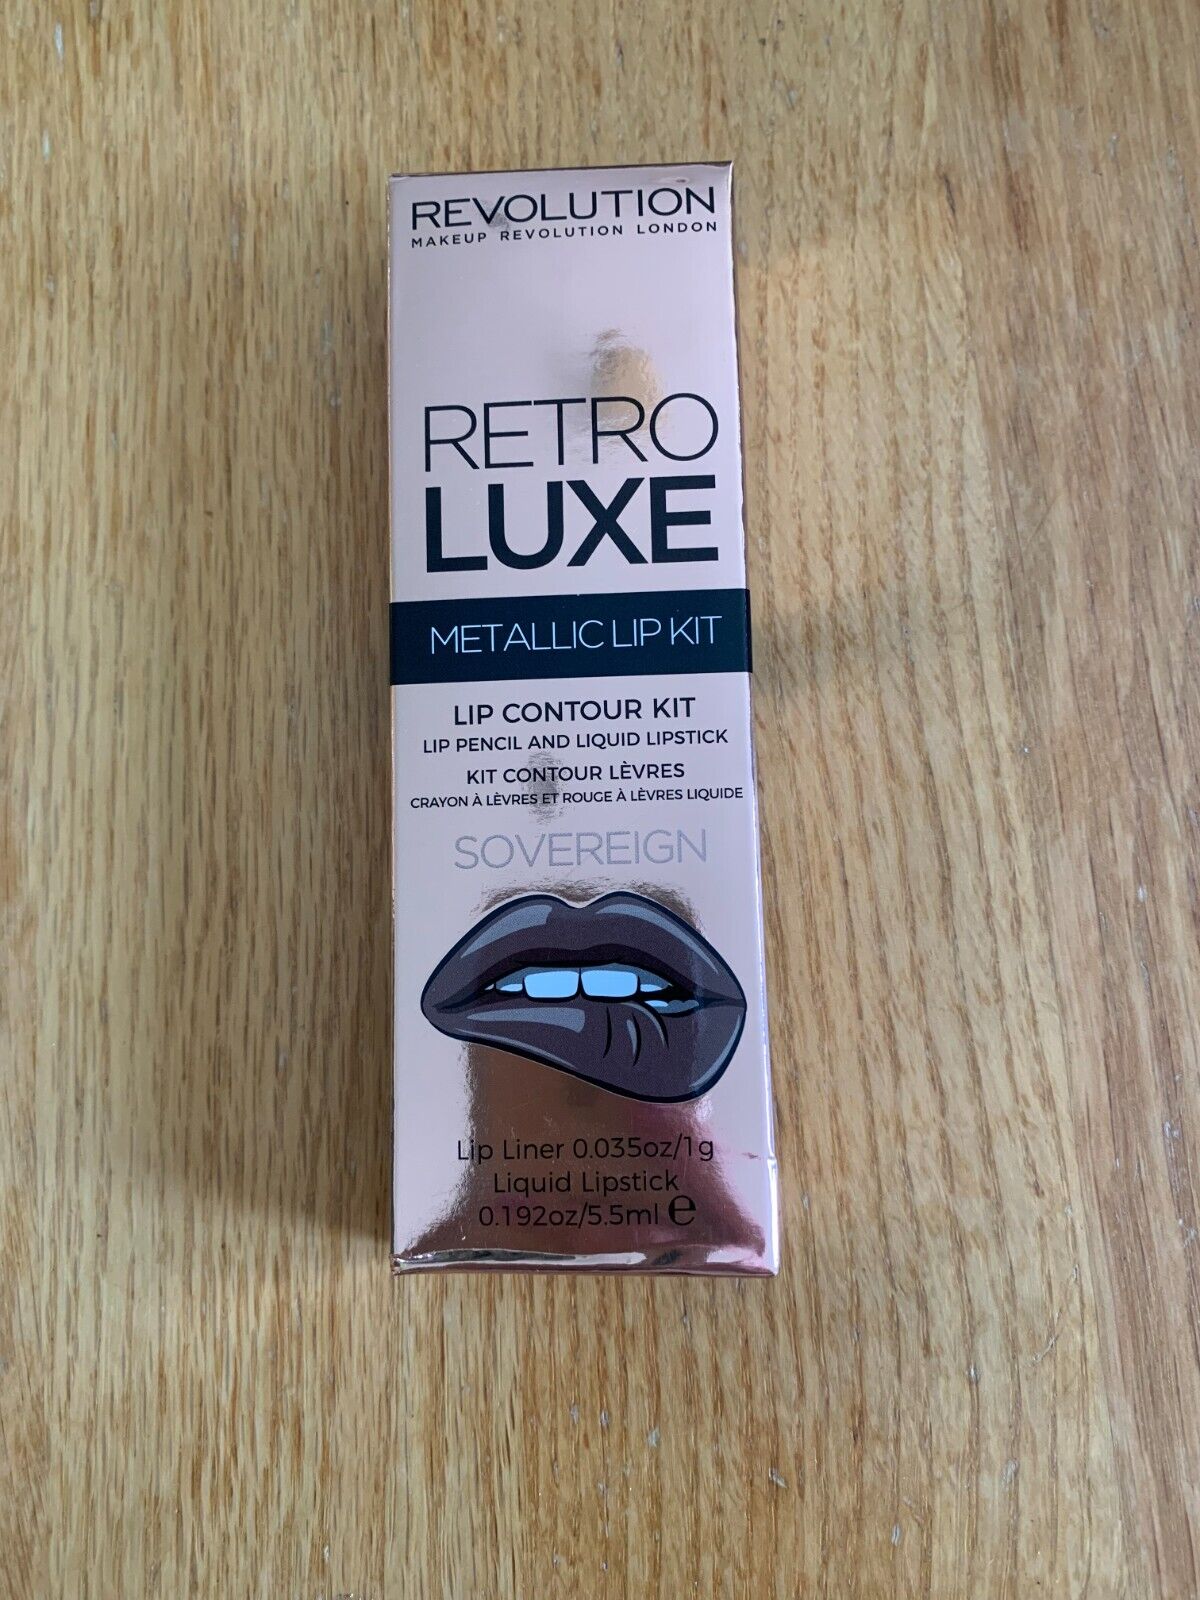 REVOLUTION
MAKEUP REVOLUTION LONDON
RETRO
LUXE
METALLIC LIP KIT
LIP CONTOUR KIT
LIP PENCIL AND LIQUID LIPSTICK
KIT CONTOUR LÈVRES
CRAYON À LÈVRES ET ROUGE À LÈVRES LIQUIDE
SOVEREIGN
Lip Liner 0.035oz/1g
Liquid Lipstick
0.192oz/5.5ml ℮